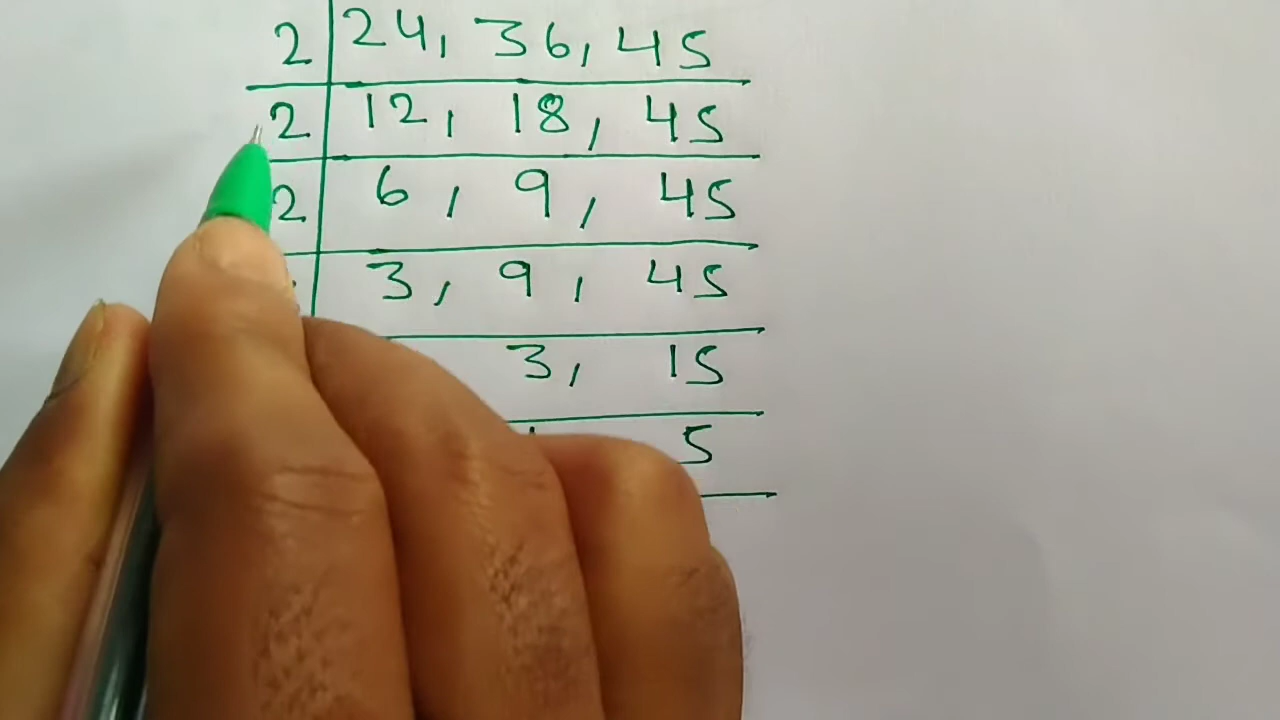 2 | 24, 36, 45
2 | 12, 18, 45
2 | 6, 9, 45
3, 9, 45
3, 15
5